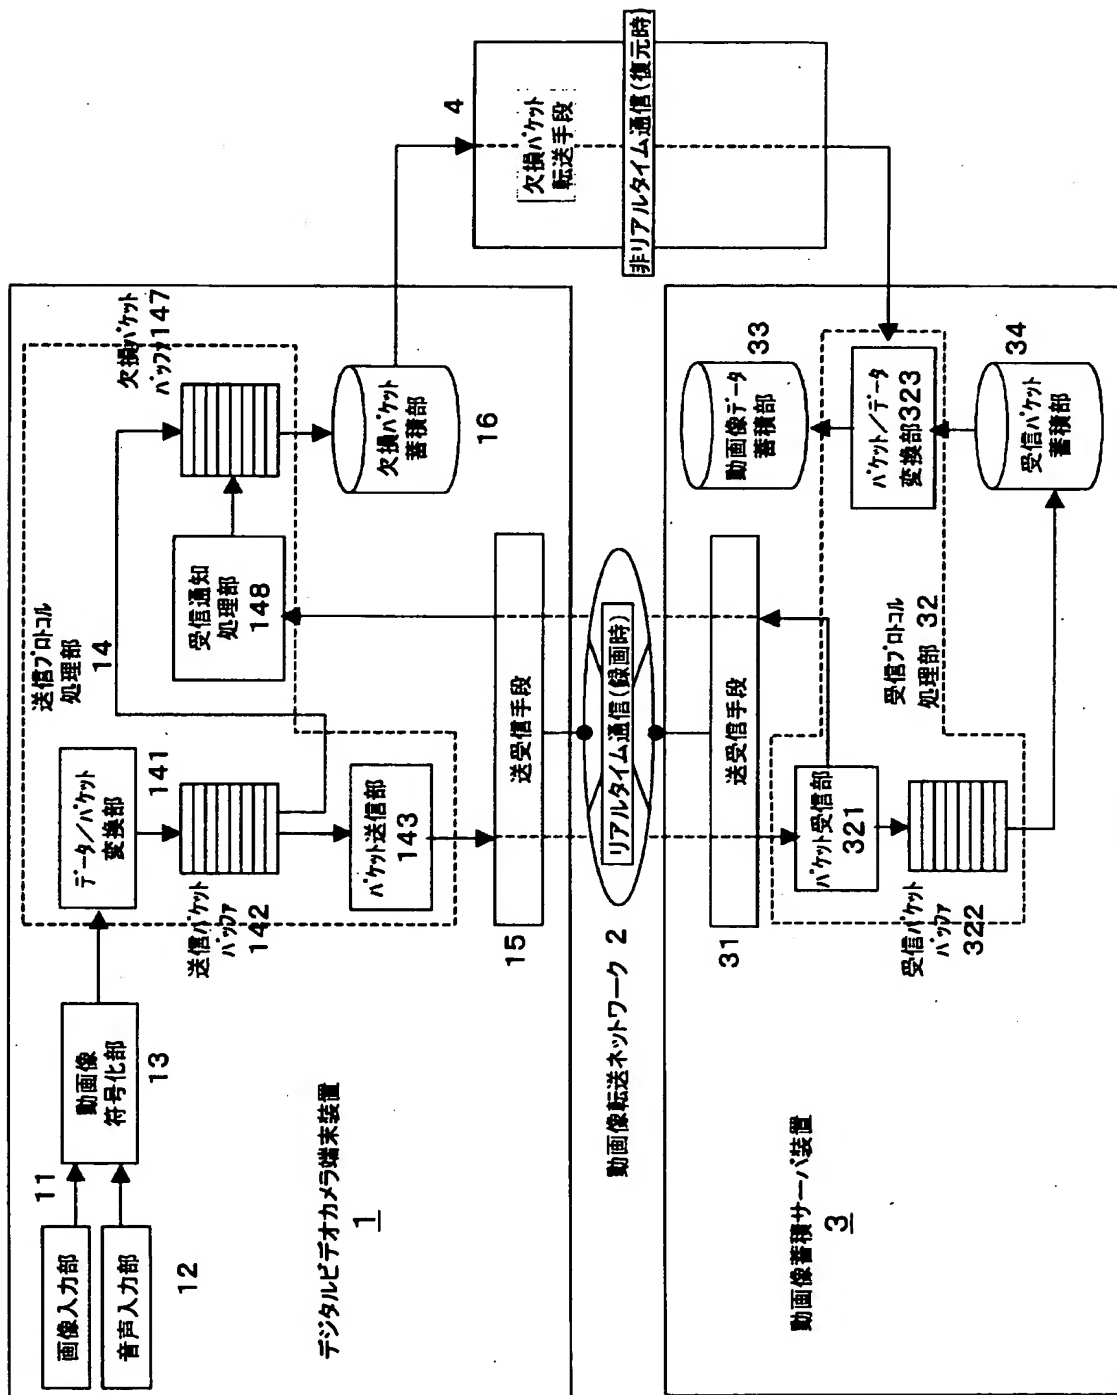 画像入力部
11
音声入力部
12
動画像
符号化部
13
デジタルビデオカメラ端末装置
1
送信プロトコル
処理部
14
データ/パケット
変換部
141
送信パケット
バッファ
142
パケット送信部
143
受信通知
処理部
148
欠損パケット
バッファ147
欠損パケット
蓄積部
16
送受信手段
15
動画像転送ネットワーク 2
リアルタイム通信(録画時)
欠損パケット
転送手段
4
非リアルタイム通信(復元時)
動画像蓄積サーバ装置
3
送受信手段
31
パケット受信部
321
受信パケット
バッファ
322
受信プロトコル
処理部 32
動画像データ
蓄積部
33
パケット/データ
変換部323
受信パケット
蓄積部
34